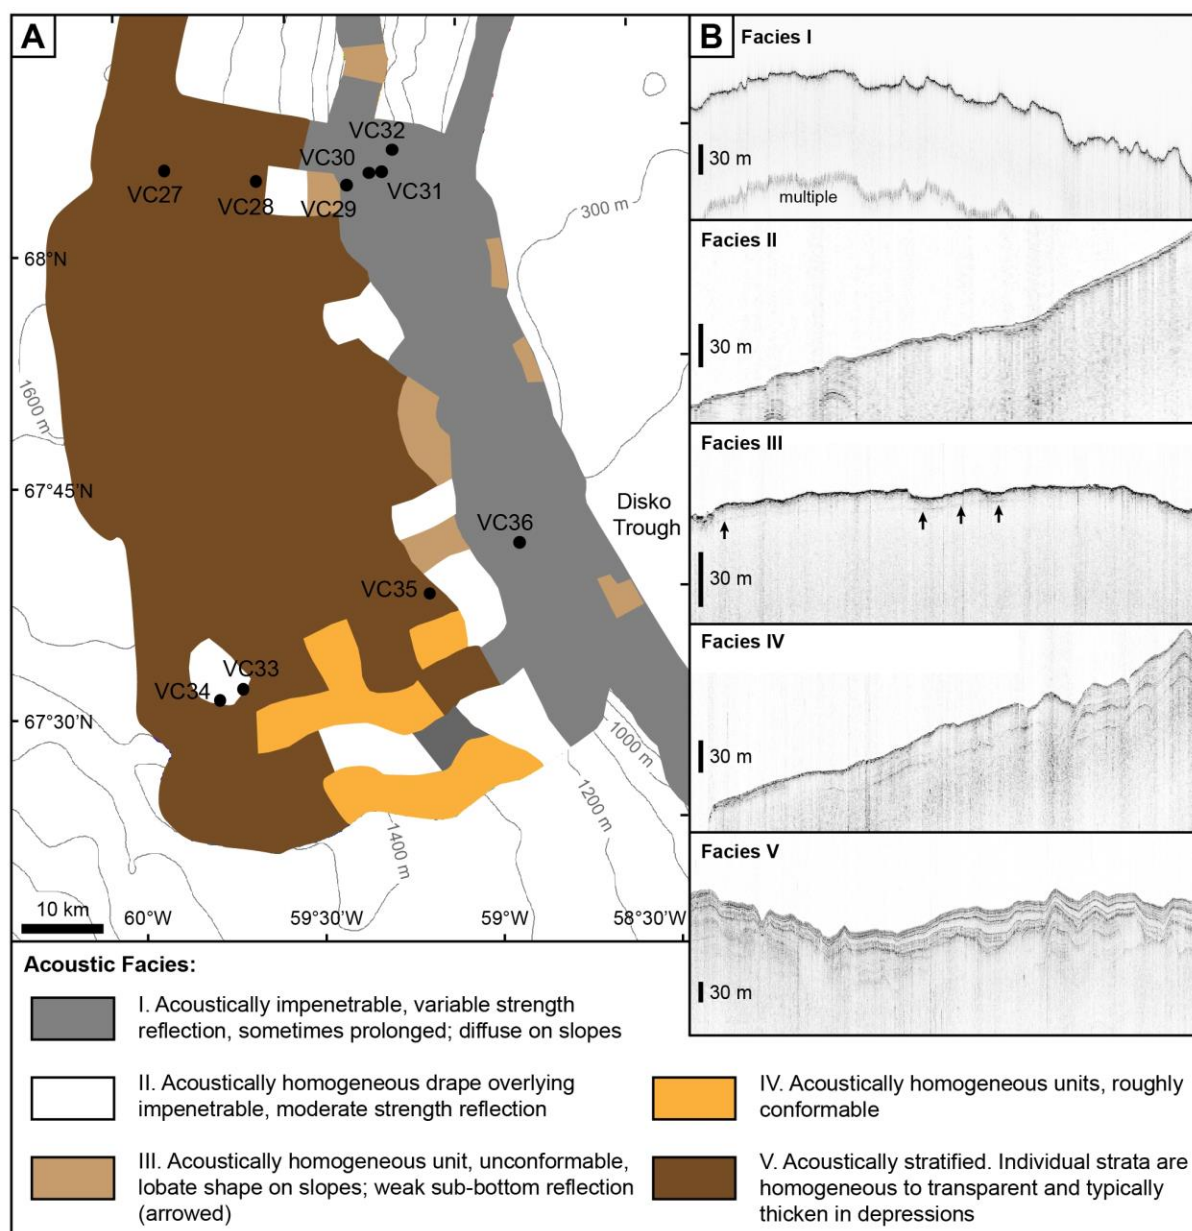 A
VC32
VC30
VC31
VC27
VC28
VC29
300 m
68°N
1600 m
67°45'N
Disko
Trough
VC36
VC35
VC33
VC34
67°30'N
1000 m
1200 m
1400 m
10 km
60°W
59°30'W
59°W
58°30'W
B
Facies I
30 m
multiple
Facies II
30 m
Facies III
30 m
Facies IV
30 m
Facies V
30 m
Acoustic Facies:
I. Acoustically impenetrable, variable strength
reflection, sometimes prolonged; diffuse on slopes
II. Acoustically homogeneous drape overlying
impenetrable, moderate strength reflection
III. Acoustically homogeneous unit, unconformable,
lobate shape on slopes; weak sub-bottom reflection
(arrowed)
IV. Acoustically homogeneous units, roughly
conformable
V. Acoustically stratified. Individual strata are
homogeneous to transparent and typically
thicken in depressions